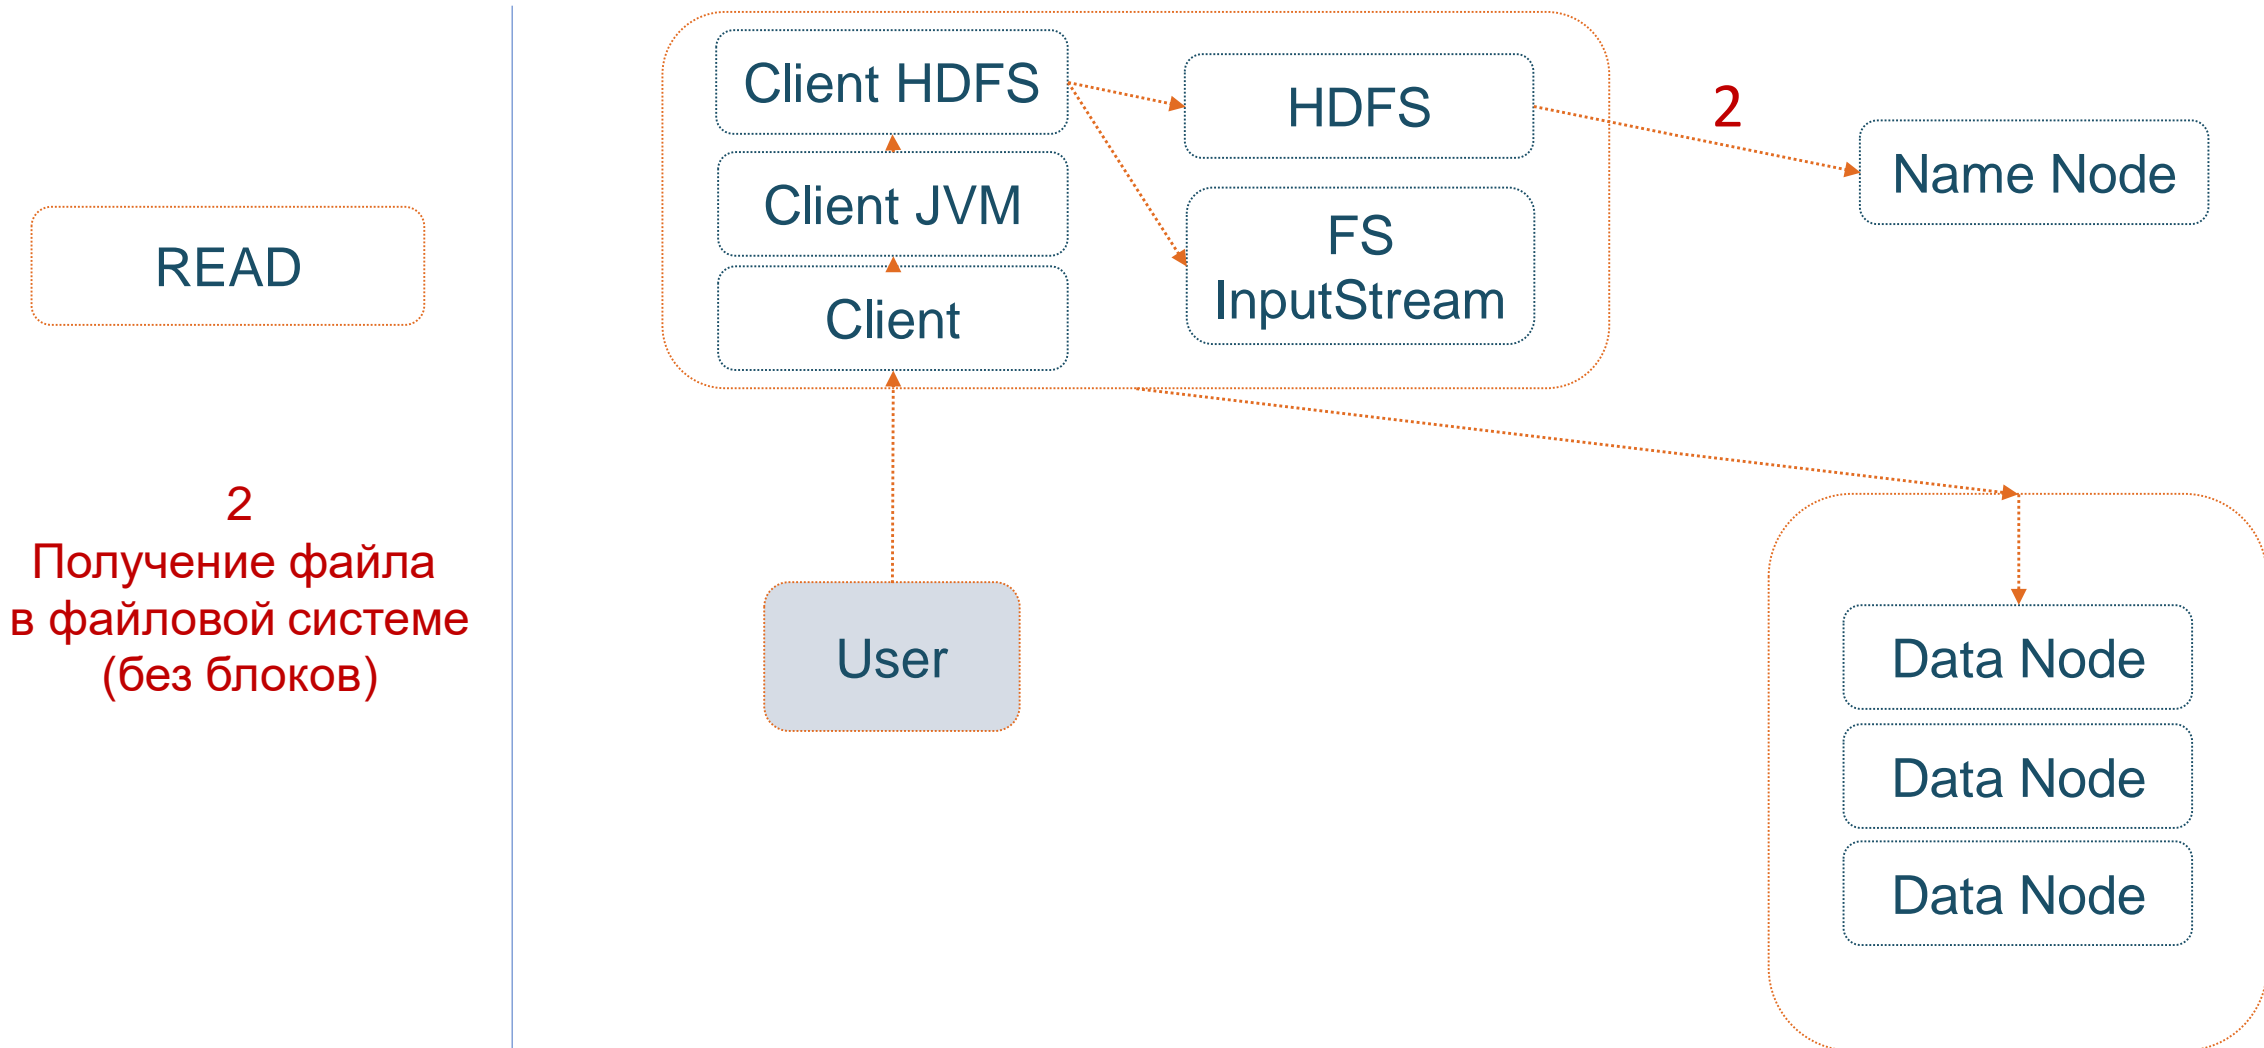 READ
2
Получение файла
в файловой системе
(без блоков)
Client HDFS
Client JVM
Client
HDFS
FS
InputStream
2
Name Node
User
Data Node
Data Node
Data Node